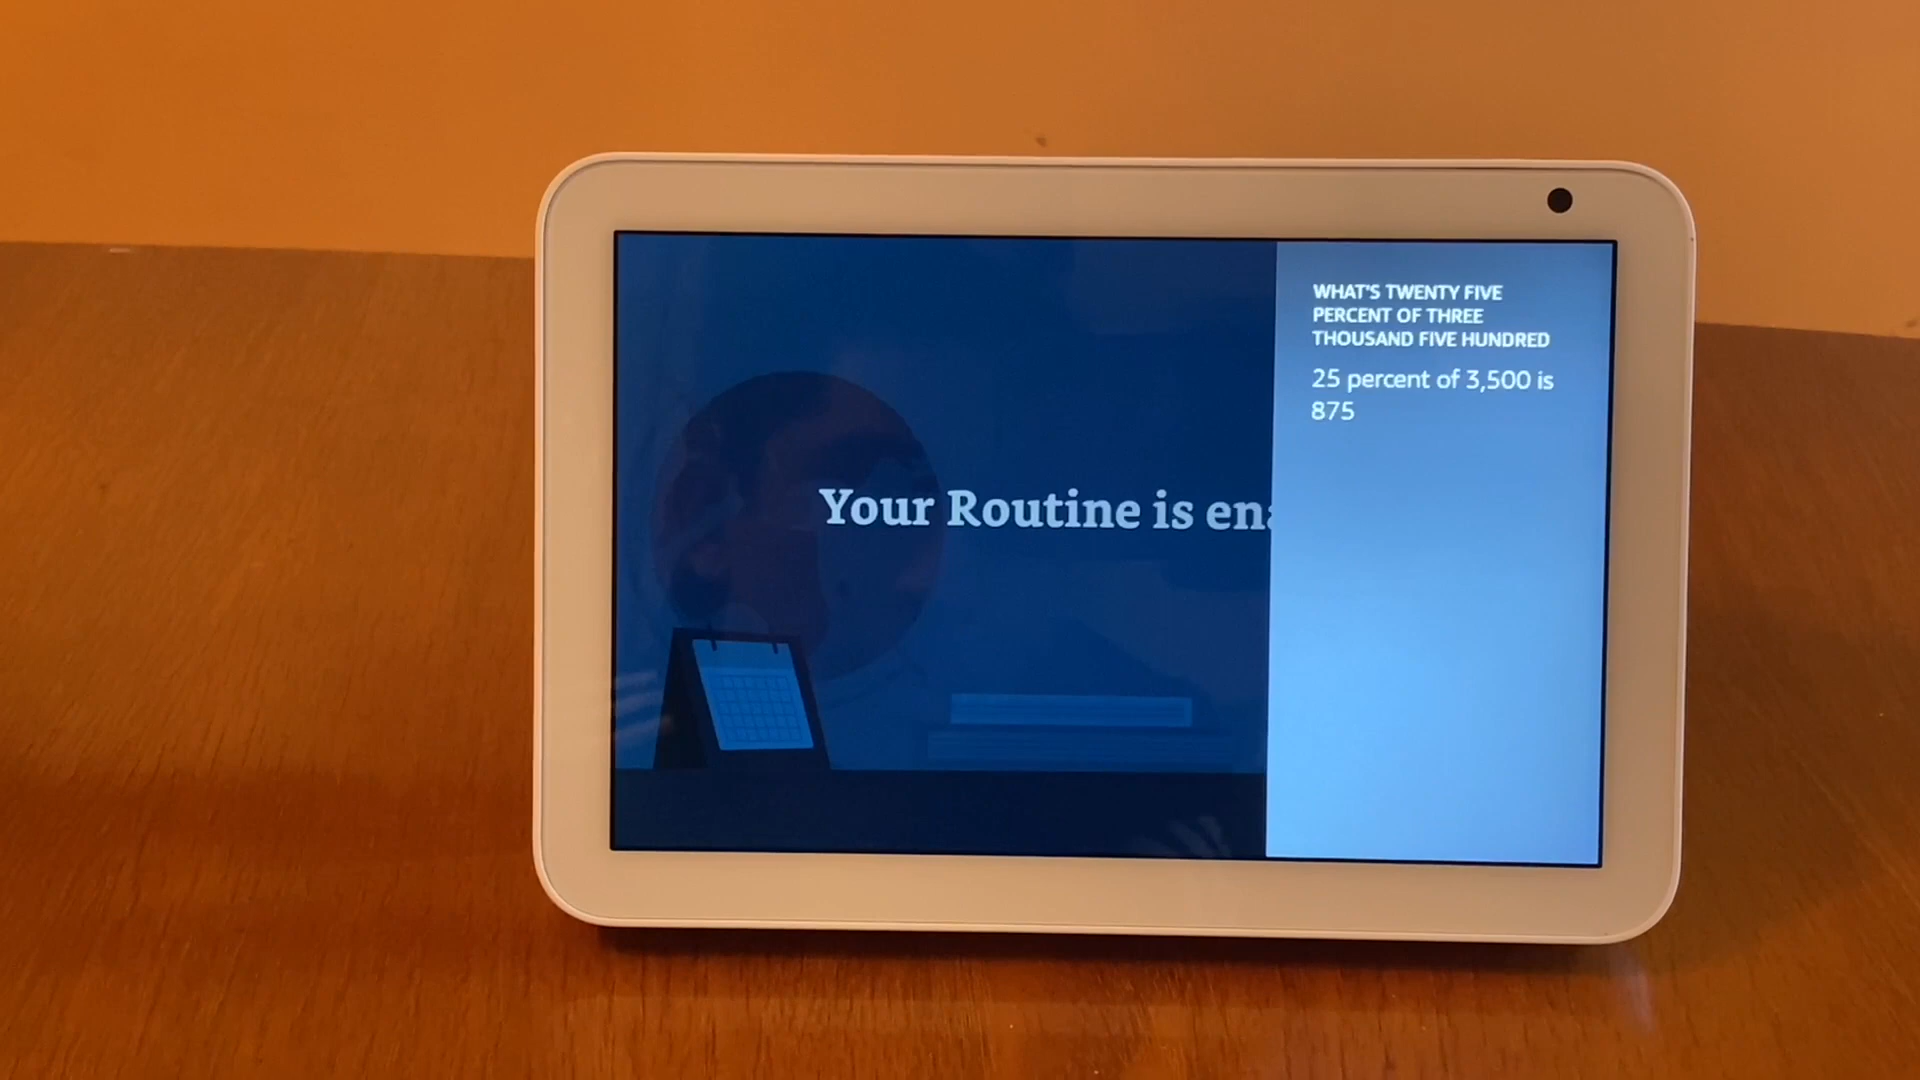 Your Routine is ena
WHAT'S TWENTY FIVE
PERCENT OF THREE
THOUSAND FIVE HUNDRED
25 percent of 3,500 is
875